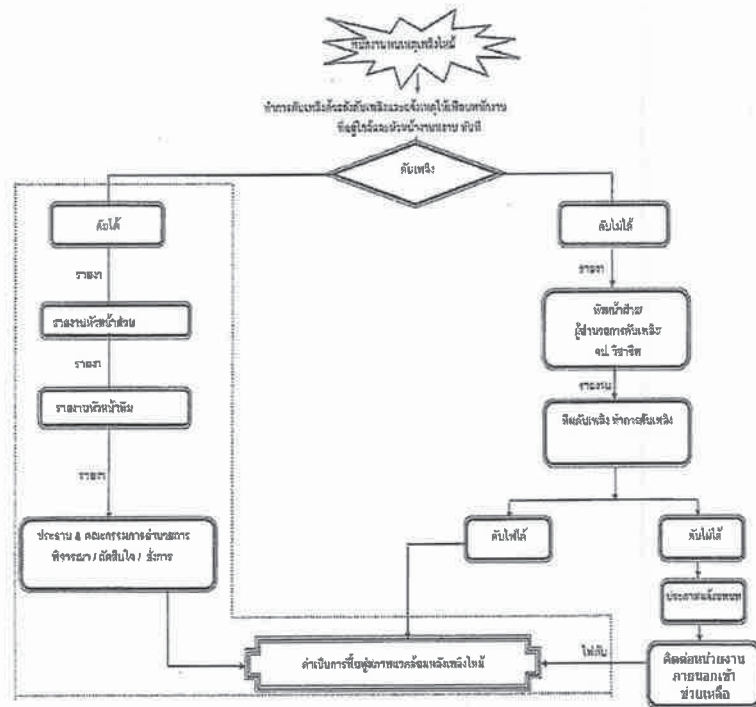 พนักงานพบเหตุเพลิงไหม้
ทำการดับเพลิงด้วยถังดับเพลิงและแจ้งเหตุให้เพื่อนพนักงาน
ที่อยู่ใกล้และหัวหน้างานทราบ ทันที
ดับเพลิง
ดับได้
ดับไม่ได้
รายงา
รายงา
รายงานหัวหน้าส่วน
หัวหน้าฝ่าย/
ผู้อำนวยการดับเพลิง/
จป. วิชาชีพ
รายงา
รายงาน
รายงานหัวหน้าทีม
ทีมดับเพลิง ทำการดับเพลิง
รายงา
ประธาน & คณะกรรมการอำนวยการ
พิจารณา / ตัดสินใจ / สั่งการ
ดับไฟได้
ดับไม่ได้
ดำเนินการฟื้นฟูสภาพแวดล้อมหลังเพลิงไหม้
ไฟดับ
ติดต่อหน่วยงาน
ภายนอกเข้า
ช่วยเหลือ